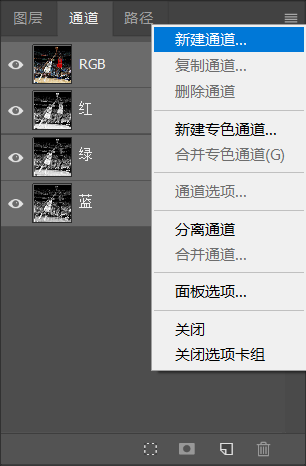 图层 通道 路径
RGB
红
绿
蓝
新建通道...
复制通道...
删除通道
新建专色通道...
合并专色通道(G)
通道选项...
分离通道
合并通道...
面板选项...
关闭
关闭选项卡组